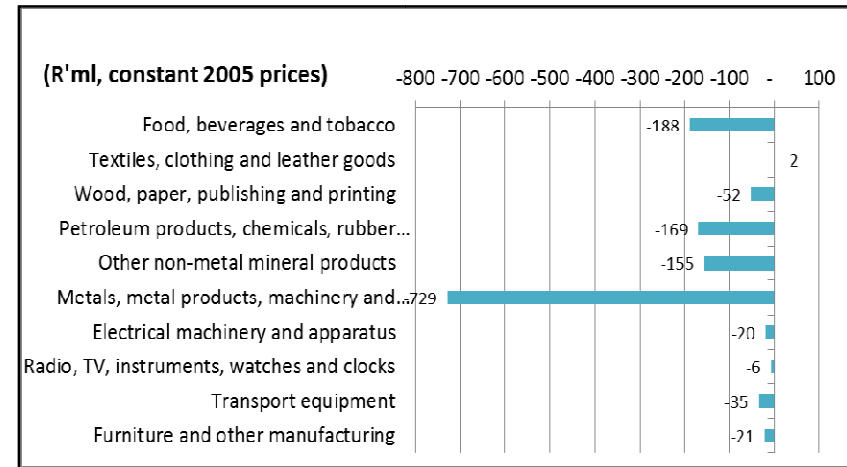 (R'ml, constant 2005 prices) -800 -700 -600 -500 -400 -300 -200 -100 - 100
Food, beverages and tobacco -188
Textiles, clothing and leather goods 2
Wood, paper, publishing and printing -52
Petroleum products, chemicals, rubber... -169
Other non-metal mineral products -155
Metals, metal products, machinery and... -729
Electrical machinery and apparatus -20
Radio, TV, instruments, watches and clocks -6
Transport equipment -35
Furniture and other manufacturing -21